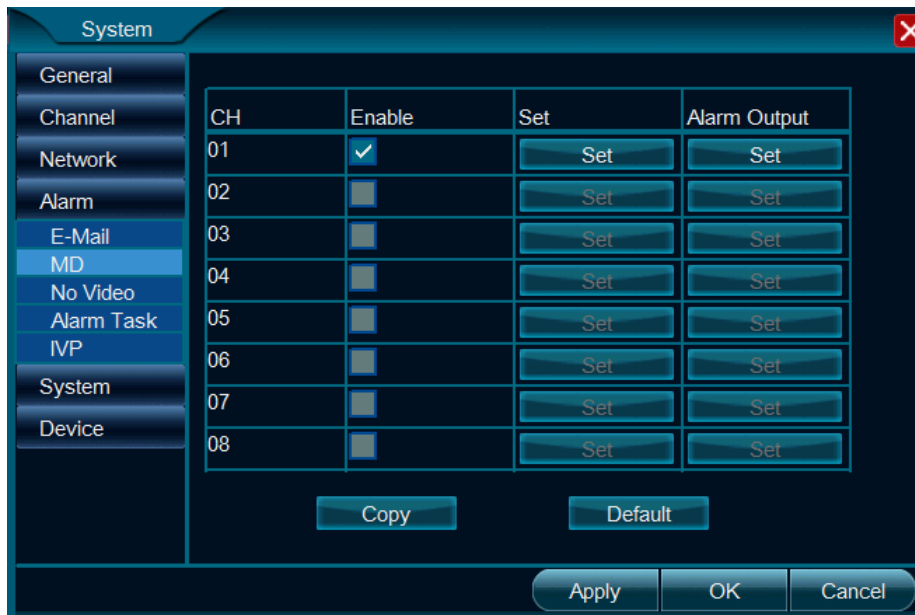 System
General
Channel
Network
Alarm
E-Mail
MD
No Video
Alarm Task
IVP
System
Device
CH Enable Set Alarm Output
01 Set Set
02 Set Set
03 Set Set
04 Set Set
05 Set Set
06 Set Set
07 Set Set
08 Set Set
Copy Default
Apply OK Cancel